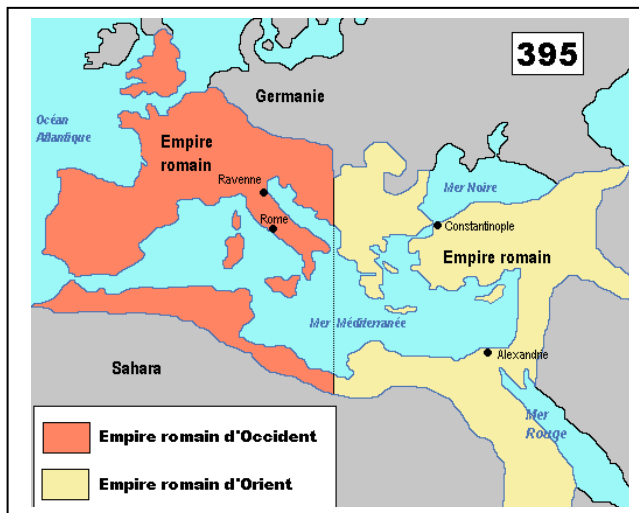 395
Germanie
Océan
Atlantique
Empire
romain
Ravenne
Mer Noire
Rome
Constantinople
Empire romain
Mer Méditerranée
Alexandrie
Sahara
Mer
Rouge
Empire romain d'Occident
Empire romain d'Orient